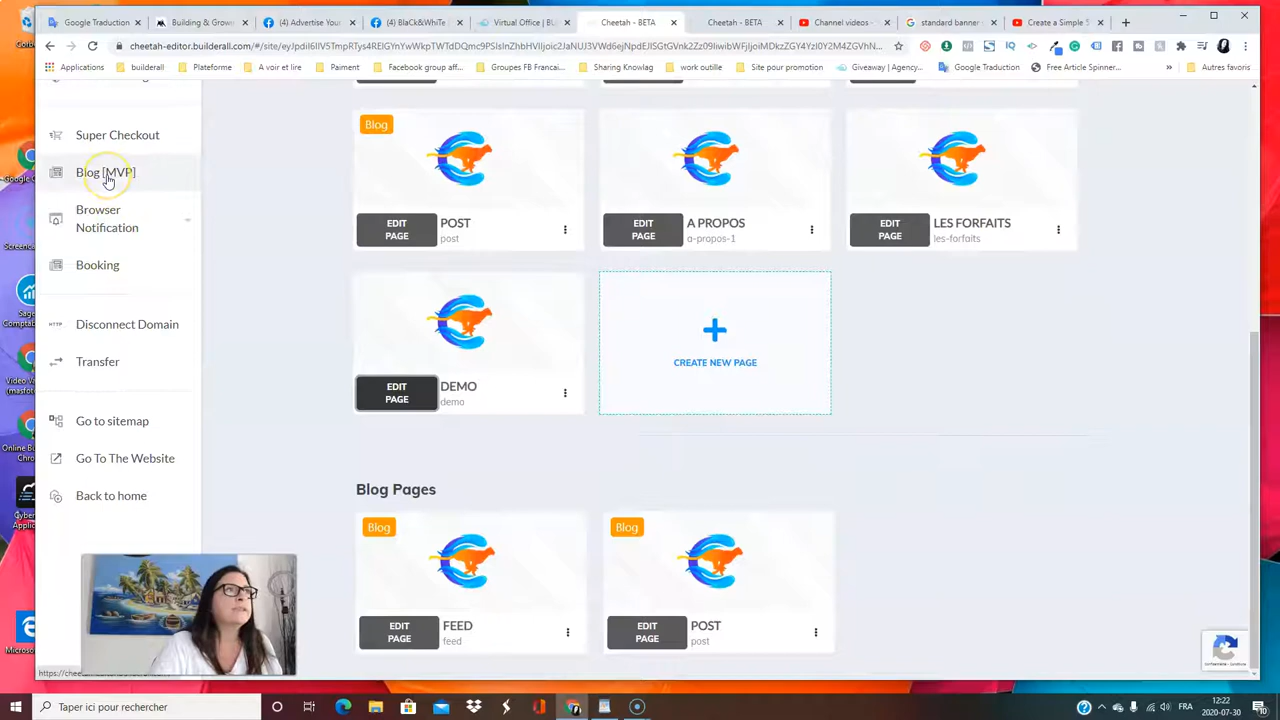 Google Traduction
Building & Grow
(4) Advertise You
(4) BlaCk&WhiTe
Virtual Office | BU
Cheetah - BETA
Cheetah - BETA
Channel videos -
standard banner
Create a Simple S
Applications
builderall
Plateforme
A voir et lire
Paiment
Facebook group aff...
Groupes FB Francai...
Sharing Knowlag
work outille
Site pour promotion
Giveaway | Agency...
Google Traduction
Free Article Spinner...
»
Autres favoris
Super Checkout
Blog [MVP]
Browser
Notification
Booking
Disconnect Domain
Transfer
Go to sitemap
Go To The Website
Back to home
Blog
EDIT
PAGE
POST
post
EDIT
PAGE
A PROPOS
a-propos-1
EDIT
PAGE
LES FORFAITS
les-forfaits
EDIT
PAGE
DEMO
demo
CREATE NEW PAGE
Blog Pages
Blog
EDIT
PAGE
FEED
feed
Blog
EDIT
PAGE
POST
post
Taper ici pour rechercher
FRA
12:22
2020-07-30